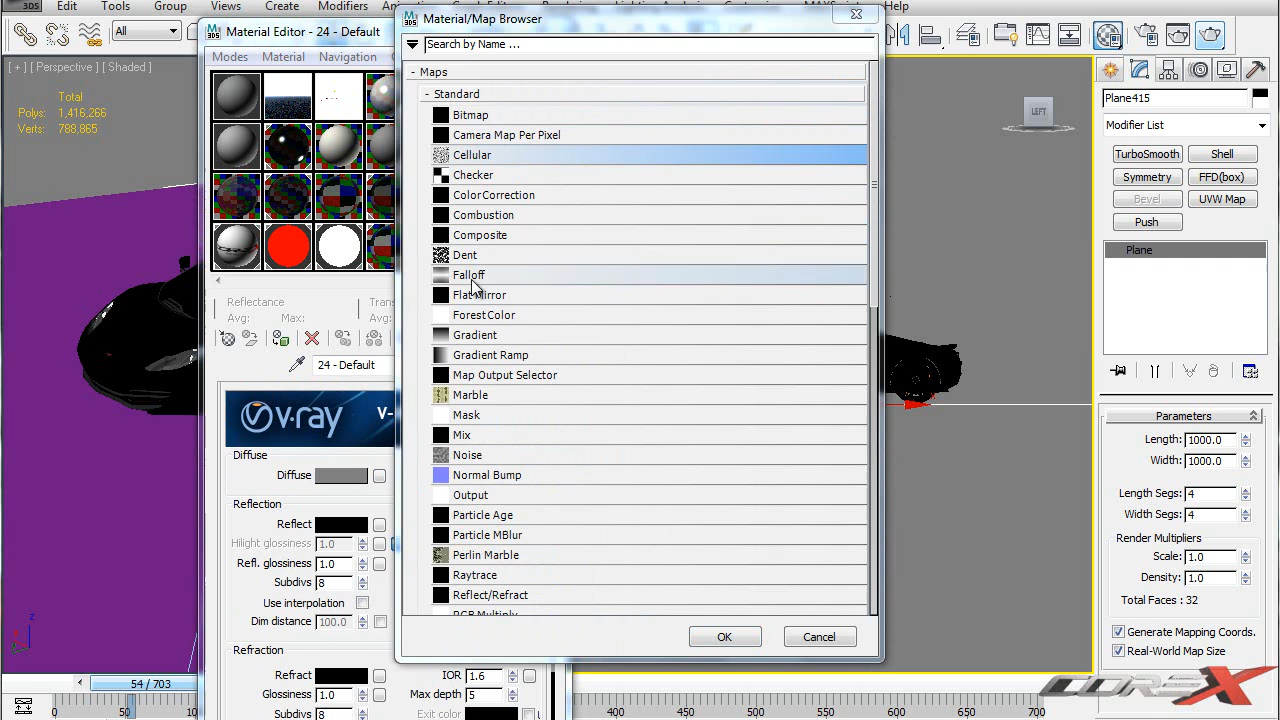 Edit
Tools
Group
Views
Create
Modifiers
Help
All
[ + ] [ Perspective ] [ Shaded ]
Total
Polys: 1,416,266
Verts: 788,865
Material Editor - 24 - Default
Modes
Material
Navigation
Reflectance
Avg:
Max:
Avg:
24 - Default
v·ray
Diffuse
Diffuse
Reflection
Reflect
Hilight glossiness 1.0
Refl. glossiness 1.0
Subdivs 8
Use interpolation
Dim distance 100.0
Refraction
Refract
IOR 1.6
Glossiness 1.0
Max depth 5
Subdivs 8
Exit color
Material/Map Browser
Search by Name ...
- Maps
- Standard
Bitmap
Camera Map Per Pixel
Cellular
Checker
Color Correction
Combustion
Composite
Dent
Falloff
Flat Mirror
ForestColor
Gradient
Gradient Ramp
Map Output Selector
Marble
Mask
Mix
Noise
Normal Bump
Output
Particle Age
Particle MBlur
Perlin Marble
Raytrace
Reflect/Refract
RGB Multiply
OK
Cancel
LEFT
Plane415
Modifier List
TurboSmooth
Shell
Symmetry
FFD(box)
Bevel
UVW Map
Push
Plane
Parameters
Length: 1000.0
Width: 1000.0
Length Segs: 4
Width Segs: 4
Render Multipliers
Scale: 1.0
Density: 1.0
Total Faces : 32
Generate Mapping Coords.
Real-World Map Size
COREX
54 / 703
0
50
400
450
500
550
600
650
700